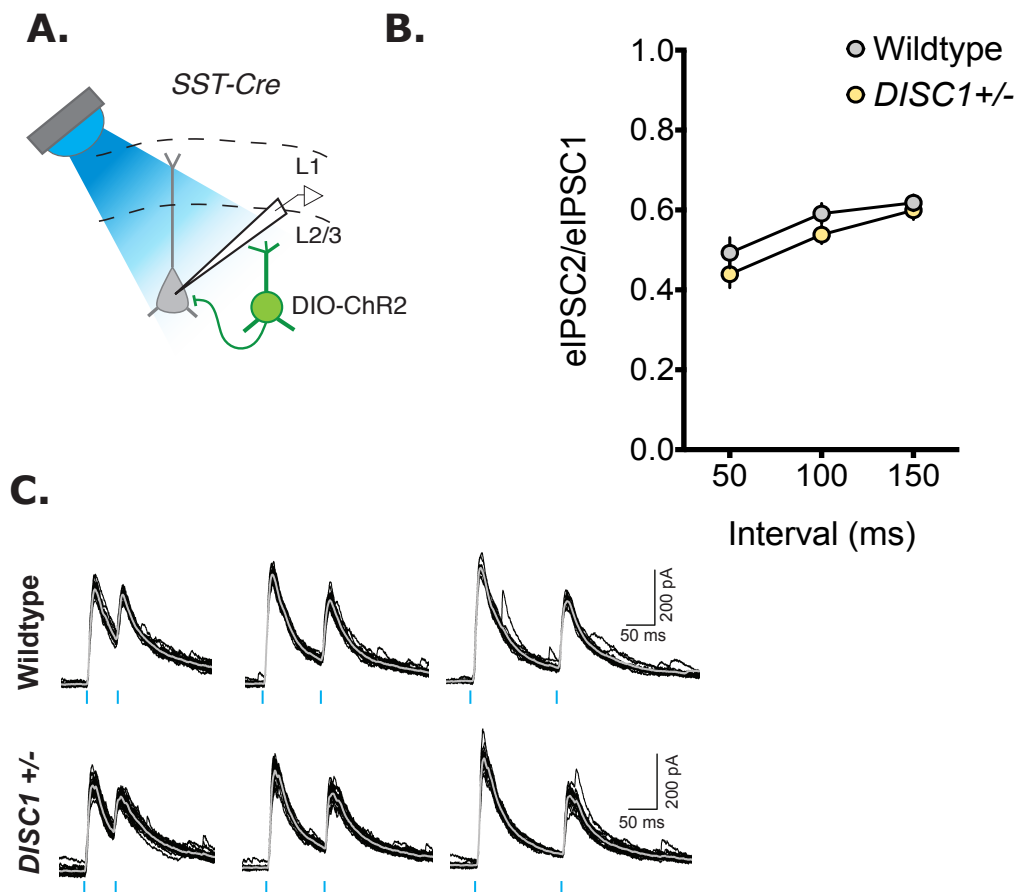 A.
SST-Cre
L1
L2/3
DIO-ChR2
B.
Wildtype
DISC1+/-
eIPSC2/eIPSC1
1.0
0.8
0.6
0.4
0.2
0.0
50 100 150
Interval (ms)
C.
Wildtype
200 pA
50 ms
DISC1 +/-
200 pA
50 ms